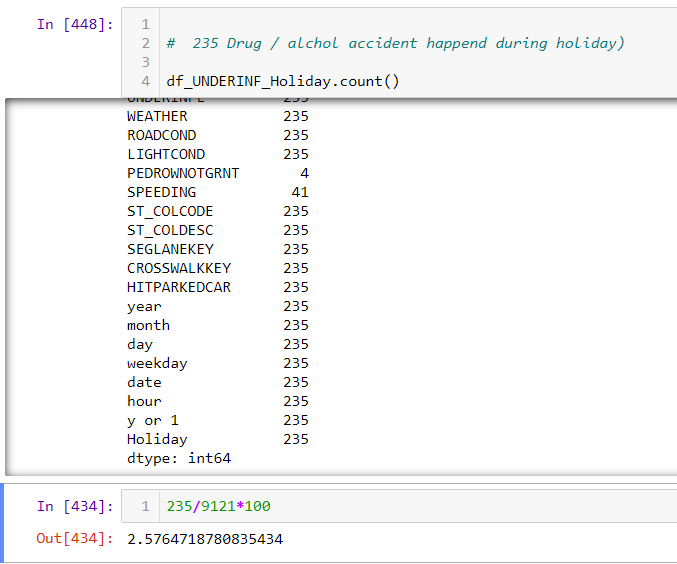 In [448]:
1
2 #  235 Drug / alchol accident happend during holiday)
3
4 df_UNDERINF_Holiday.count()
WEATHER 235
ROADCOND 235
LIGHTCOND 235
PEDROWNOTGRNT 4
SPEEDING 41
ST_COLCODE 235
ST_COLDESC 235
SEGLANEKEY 235
CROSSWALKKEY 235
HITPARKEDCAR 235
year 235
month 235
day 235
weekday 235
date 235
hour 235
y or 1 235
Holiday 235
dtype: int64
In [434]: 1 235/9121*100
Out[434]: 2.5764718780835434